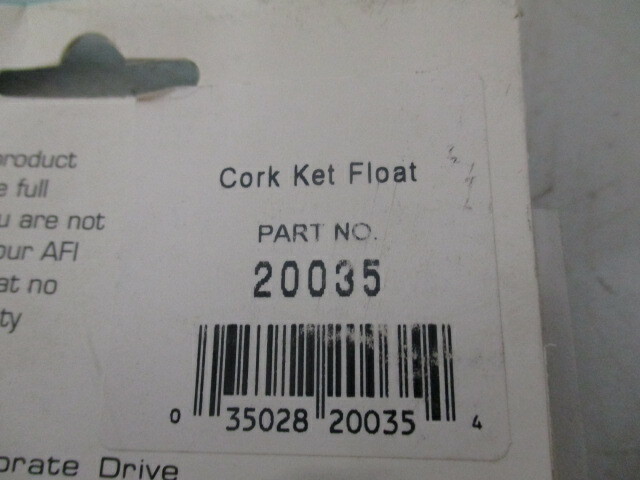 product
e full
u are not
our AFI
at no
ty
Cork Ket Float
PART NO.
20035
0 35028 20035 4
orate Drive